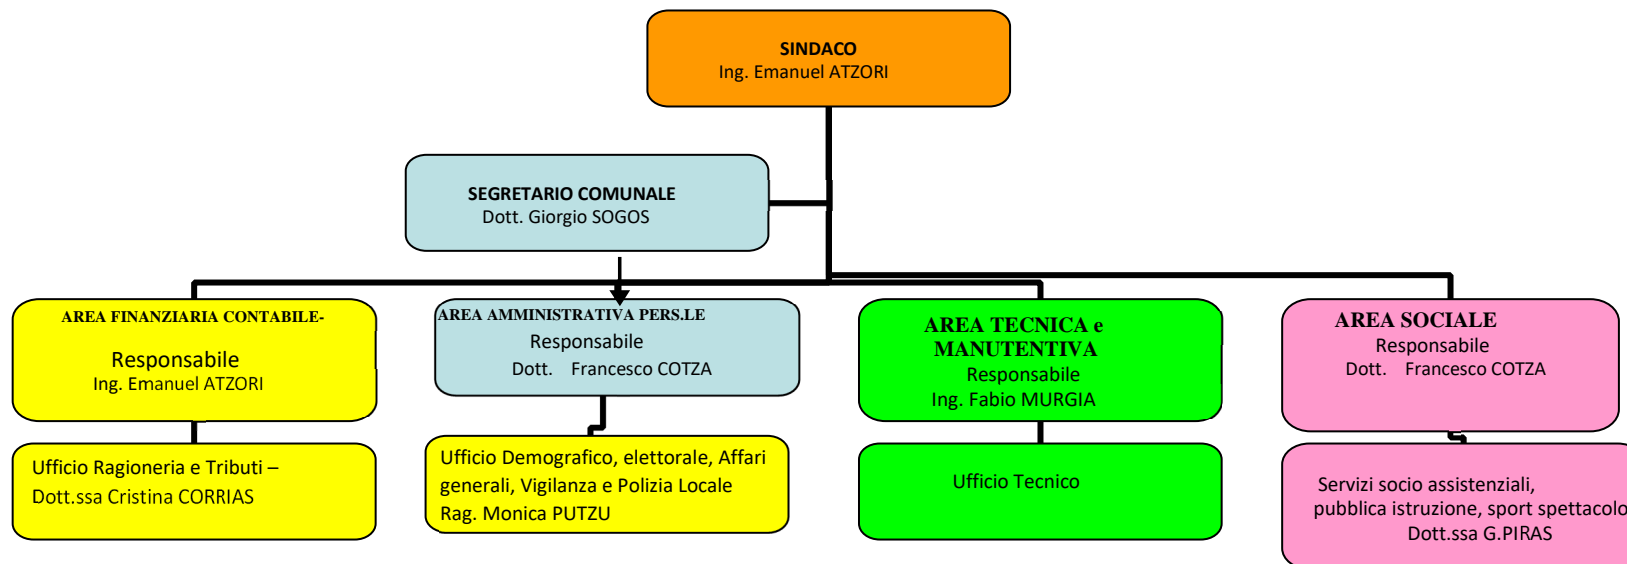 SINDACO
Ing. Emanuel ATZORI
SEGRETARIO COMUNALE
Dott. Giorgio SOGOS
AREA FINANZIARIA CONTABILE-
Responsabile
Ing. Emanuel ATZORI
AREA AMMINISTRATIVA PERS.LE
Responsabile
Dott. Francesco COTZA
AREA TECNICA e
MANUTENTIVA
Responsabile
Ing. Fabio MURGIA
AREA SOCIALE
Responsabile
Dott. Francesco COTZA
Ufficio Ragioneria e Tributi –
Dott.ssa Cristina CORRIAS
Ufficio Demografico, elettorale, Affari
generali, Vigilanza e Polizia Locale
Rag. Monica PUTZU
Ufficio Tecnico
Servizi socio assistenziali,
pubblica istruzione, sport spettacolo
Dott.ssa G.PIRAS